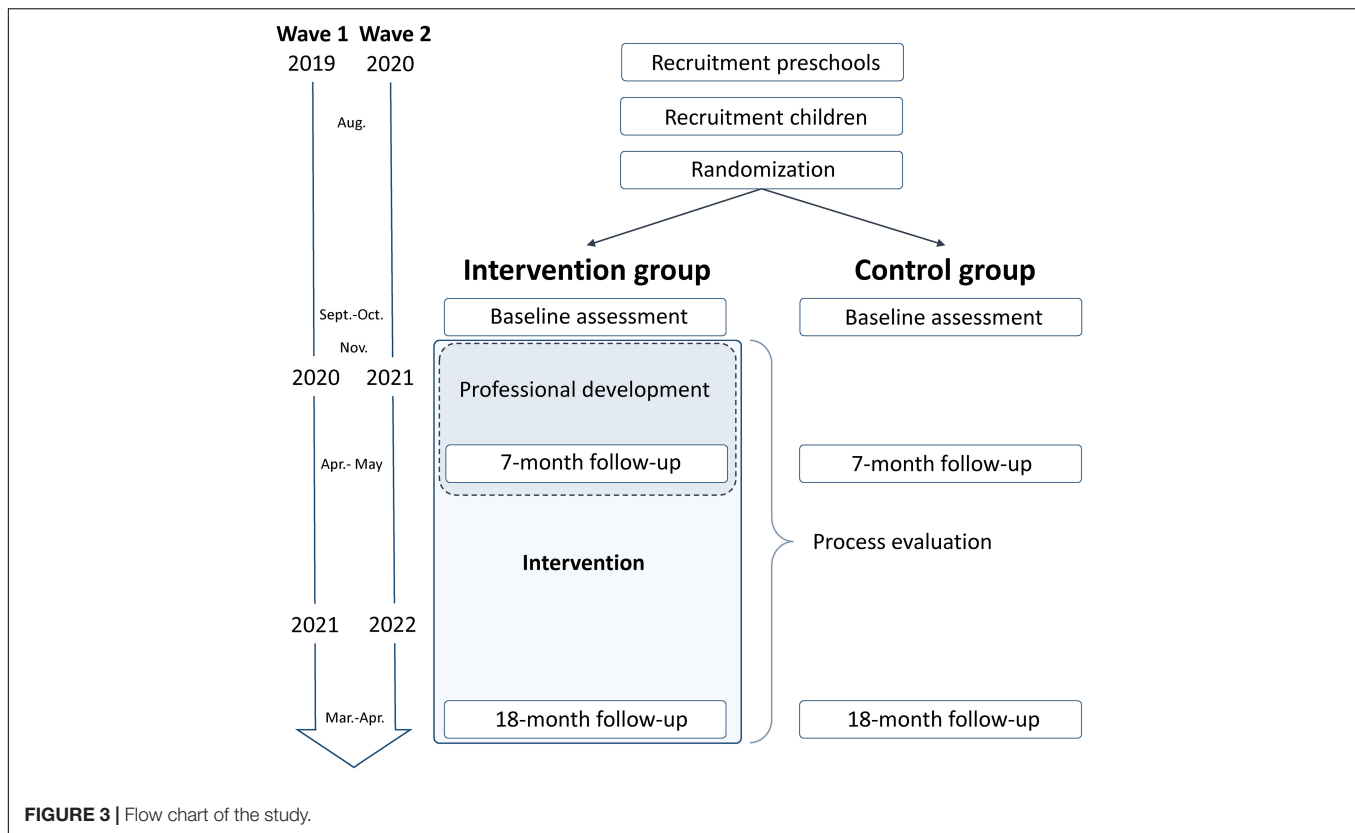 Wave 1 Wave 2
2019 2020
Recruitment preschools
Aug.
Recruitment children
Randomization
Intervention group
Control group
Sept.-Oct.
Baseline assessment
Baseline assessment
Nov.
2020 2021
Professional development
Apr.- May
7-month follow-up
7-month follow-up
Process evaluation
Intervention
2021 2022
Mar.-Apr.
18-month follow-up
18-month follow-up
FIGURE 3 | Flow chart of the study.